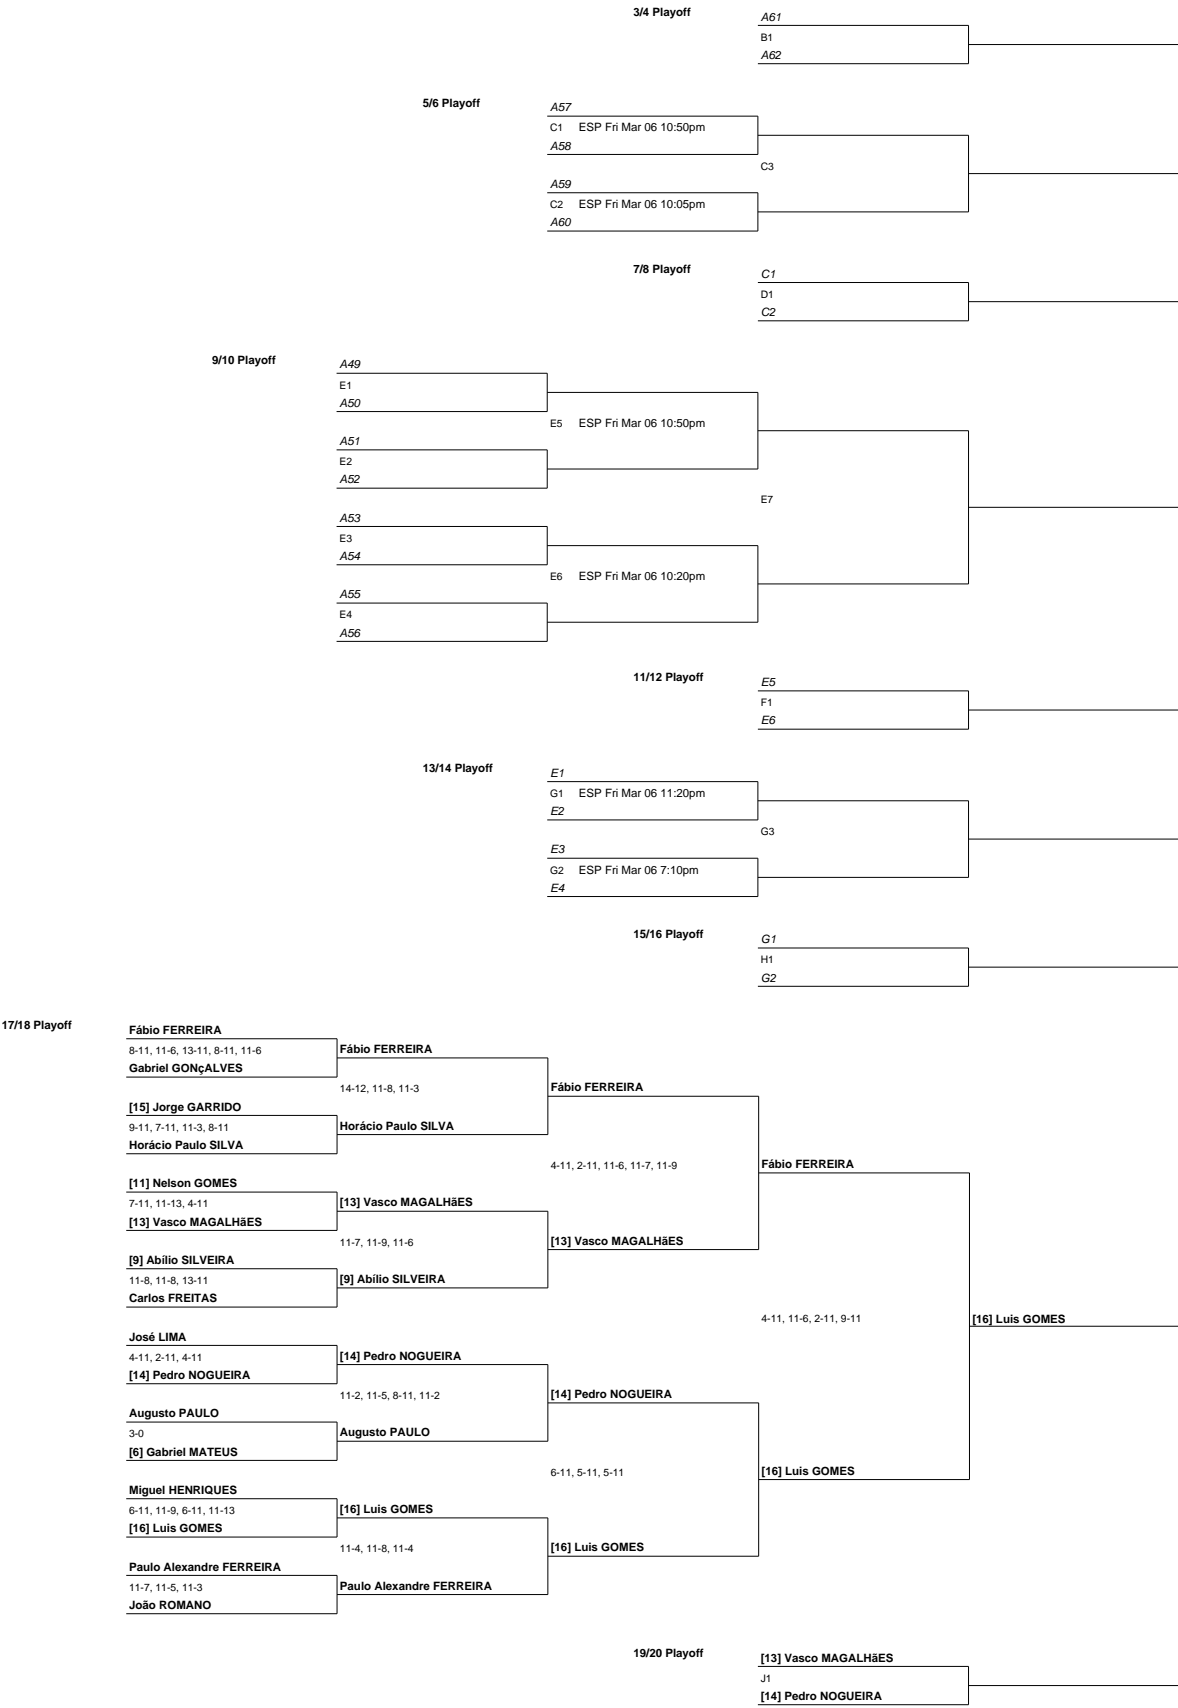 3/4 Playoff
A61
B1
A62
5/6 Playoff
A57
C1 ESP Fri Mar 06 10:50pm
A58
C3
A59
C2 ESP Fri Mar 06 10:05pm
A60
7/8 Playoff
C1
D1
C2
9/10 Playoff
A49
E1
A50
E5 ESP Fri Mar 06 10:50pm
A51
E2
A52
E7
A53
E3
A54
E6 ESP Fri Mar 06 10:20pm
A55
E4
A56
11/12 Playoff
E5
F1
E6
13/14 Playoff
E1
G1 ESP Fri Mar 06 11:20pm
E2
G3
E3
G2 ESP Fri Mar 06 7:10pm
E4
15/16 Playoff
G1
H1
G2
17/18 Playoff
Fábio FERREIRA
8-11, 11-6, 13-11, 8-11, 11-6
Fábio FERREIRA
Gabriel GONçALVES
14-12, 11-8, 11-3
Fábio FERREIRA
[15] Jorge GARRIDO
9-11, 7-11, 11-3, 8-11
Horácio Paulo SILVA
Horácio Paulo SILVA
4-11, 2-11, 11-6, 11-7, 11-9
Fábio FERREIRA
[11] Nelson GOMES
7-11, 11-13, 4-11
[13] Vasco MAGALHãES
[13] Vasco MAGALHãES
11-7, 11-9, 11-6
[13] Vasco MAGALHãES
[9] Abílio SILVEIRA
11-8, 11-8, 13-11
[9] Abílio SILVEIRA
Carlos FREITAS
4-11, 11-6, 2-11, 9-11
[16] Luis GOMES
José LIMA
4-11, 2-11, 4-11
[14] Pedro NOGUEIRA
[14] Pedro NOGUEIRA
11-2, 11-5, 8-11, 11-2
[14] Pedro NOGUEIRA
Augusto PAULO
3-0
Augusto PAULO
[6] Gabriel MATEUS
6-11, 5-11, 5-11
[16] Luis GOMES
Miguel HENRIQUES
6-11, 11-9, 6-11, 11-13
[16] Luis GOMES
[16] Luis GOMES
11-4, 11-8, 11-4
[16] Luis GOMES
Paulo Alexandre FERREIRA
11-7, 11-5, 11-3
Paulo Alexandre FERREIRA
João ROMANO
19/20 Playoff
[13] Vasco MAGALHãES
J1
[14] Pedro NOGUEIRA